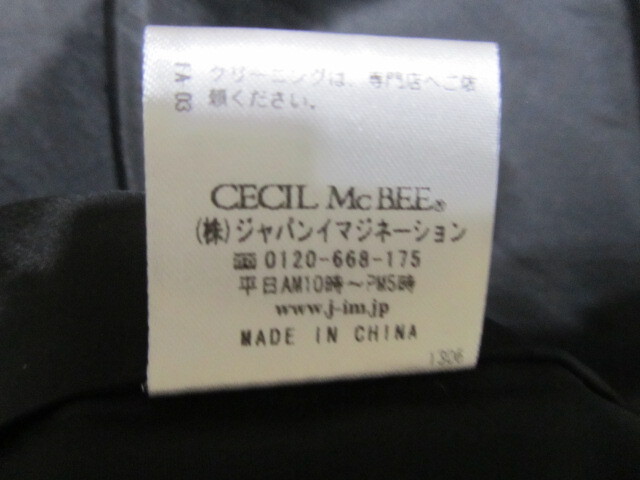 クリーニングは、専門店へご依
頼ください。
FA 03
CECIL McBEE®
(株)ジャパンイマジネーション
0120-668-175
平日AM10時～PM5時
www.j-im.jp
MADE IN CHINA
1306